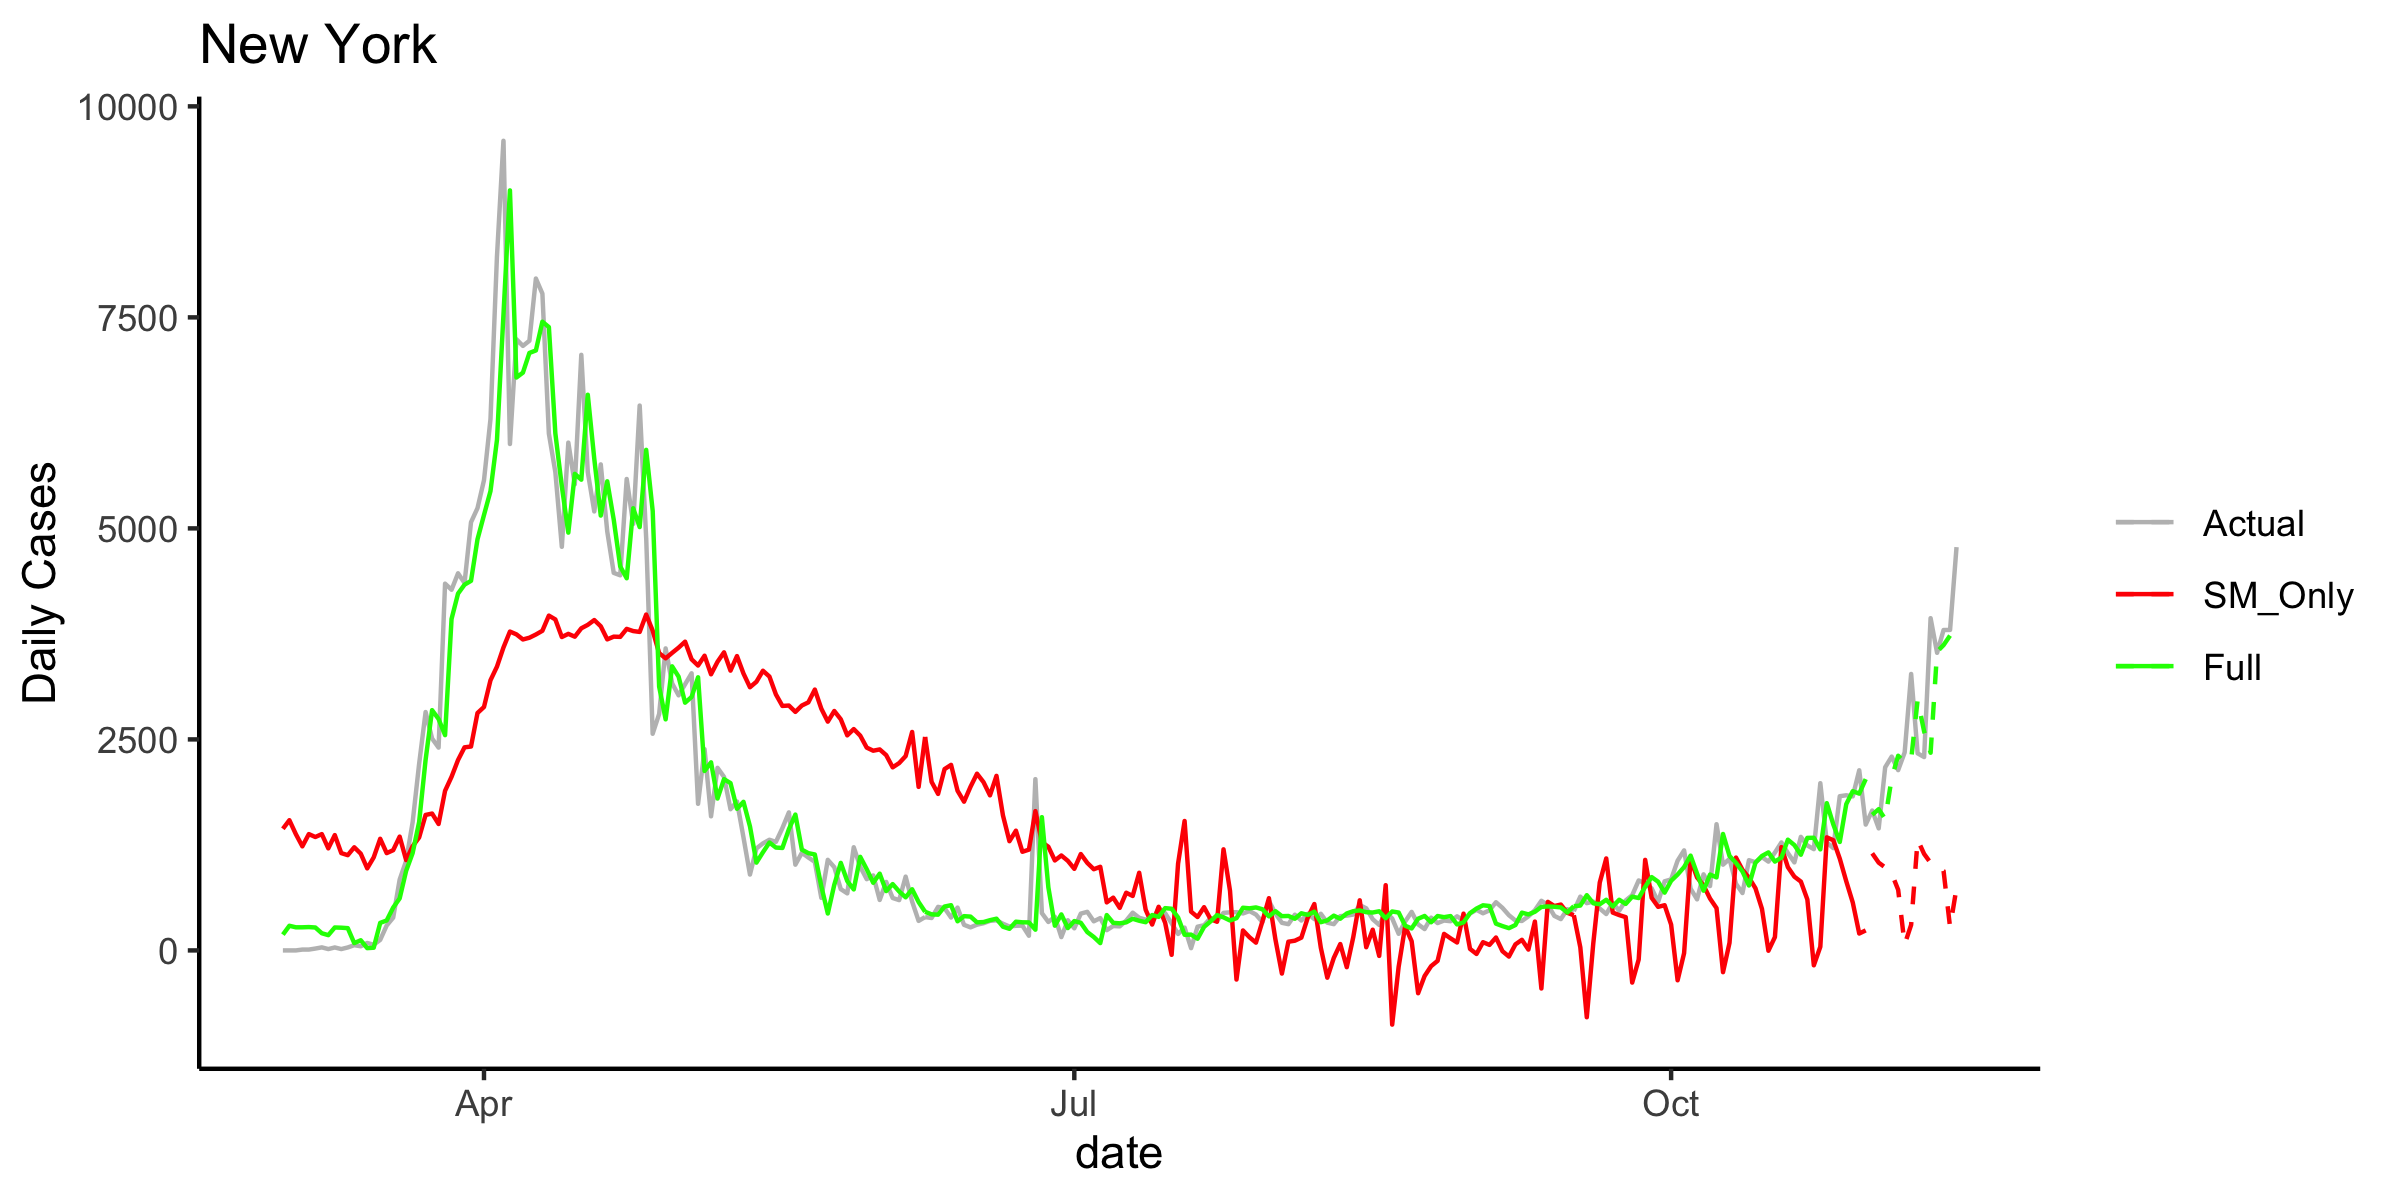 New York
10000
7500
5000
2500
0
Daily Cases
Apr
Jul
Oct
date
Actual
SM_Only
Full